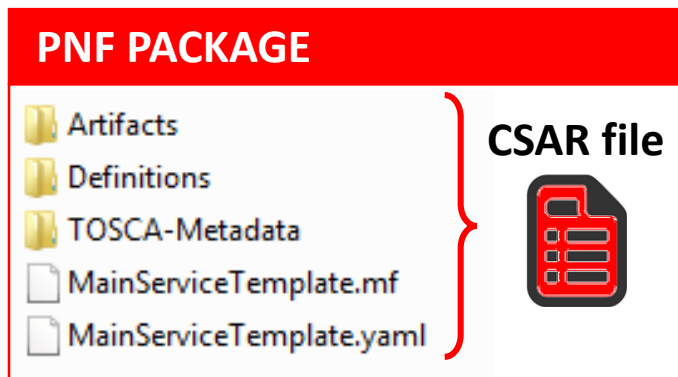 PNF PACKAGE
Artifacts
Definitions
TOSCA-Metadata
MainServiceTemplate.mf
MainServiceTemplate.yaml
CSAR file